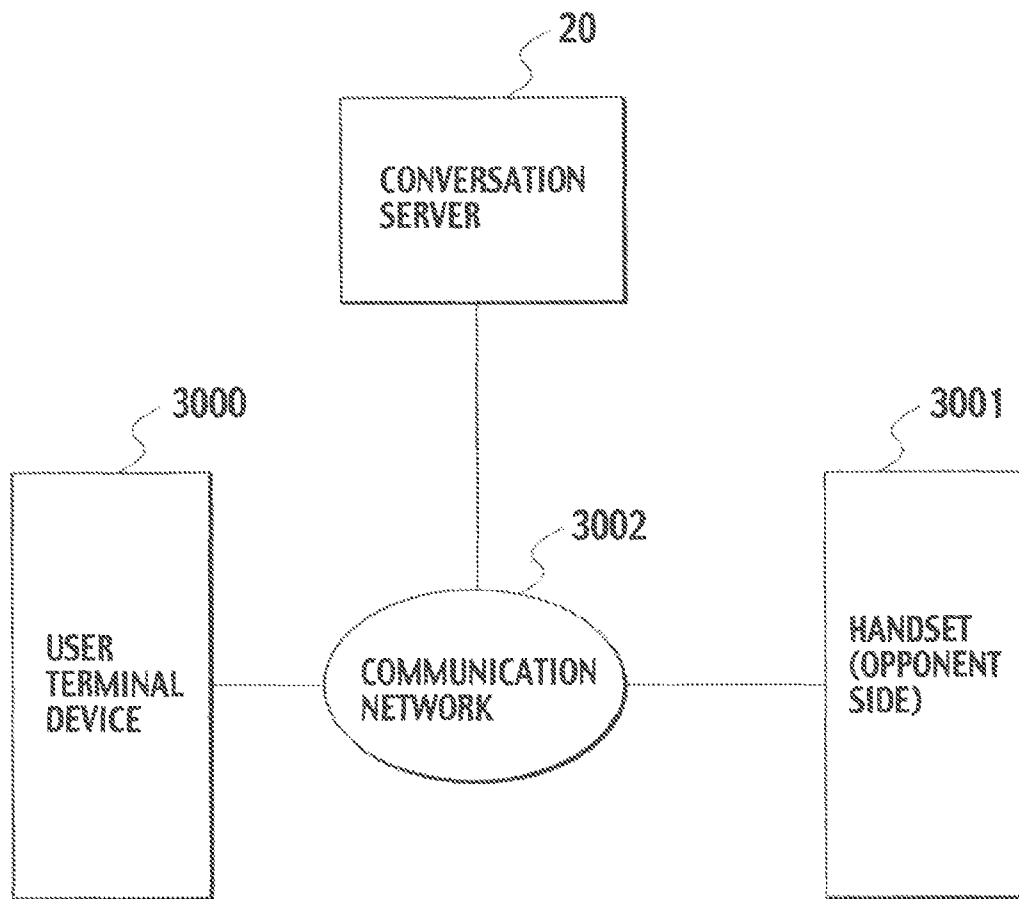 20
CONVERSATION
SERVER
3000
3001
3002
USER
TERMINAL
DEVICE
COMMUNICATION
NETWORK
HANDSET
(OPPONENT
SIDE)